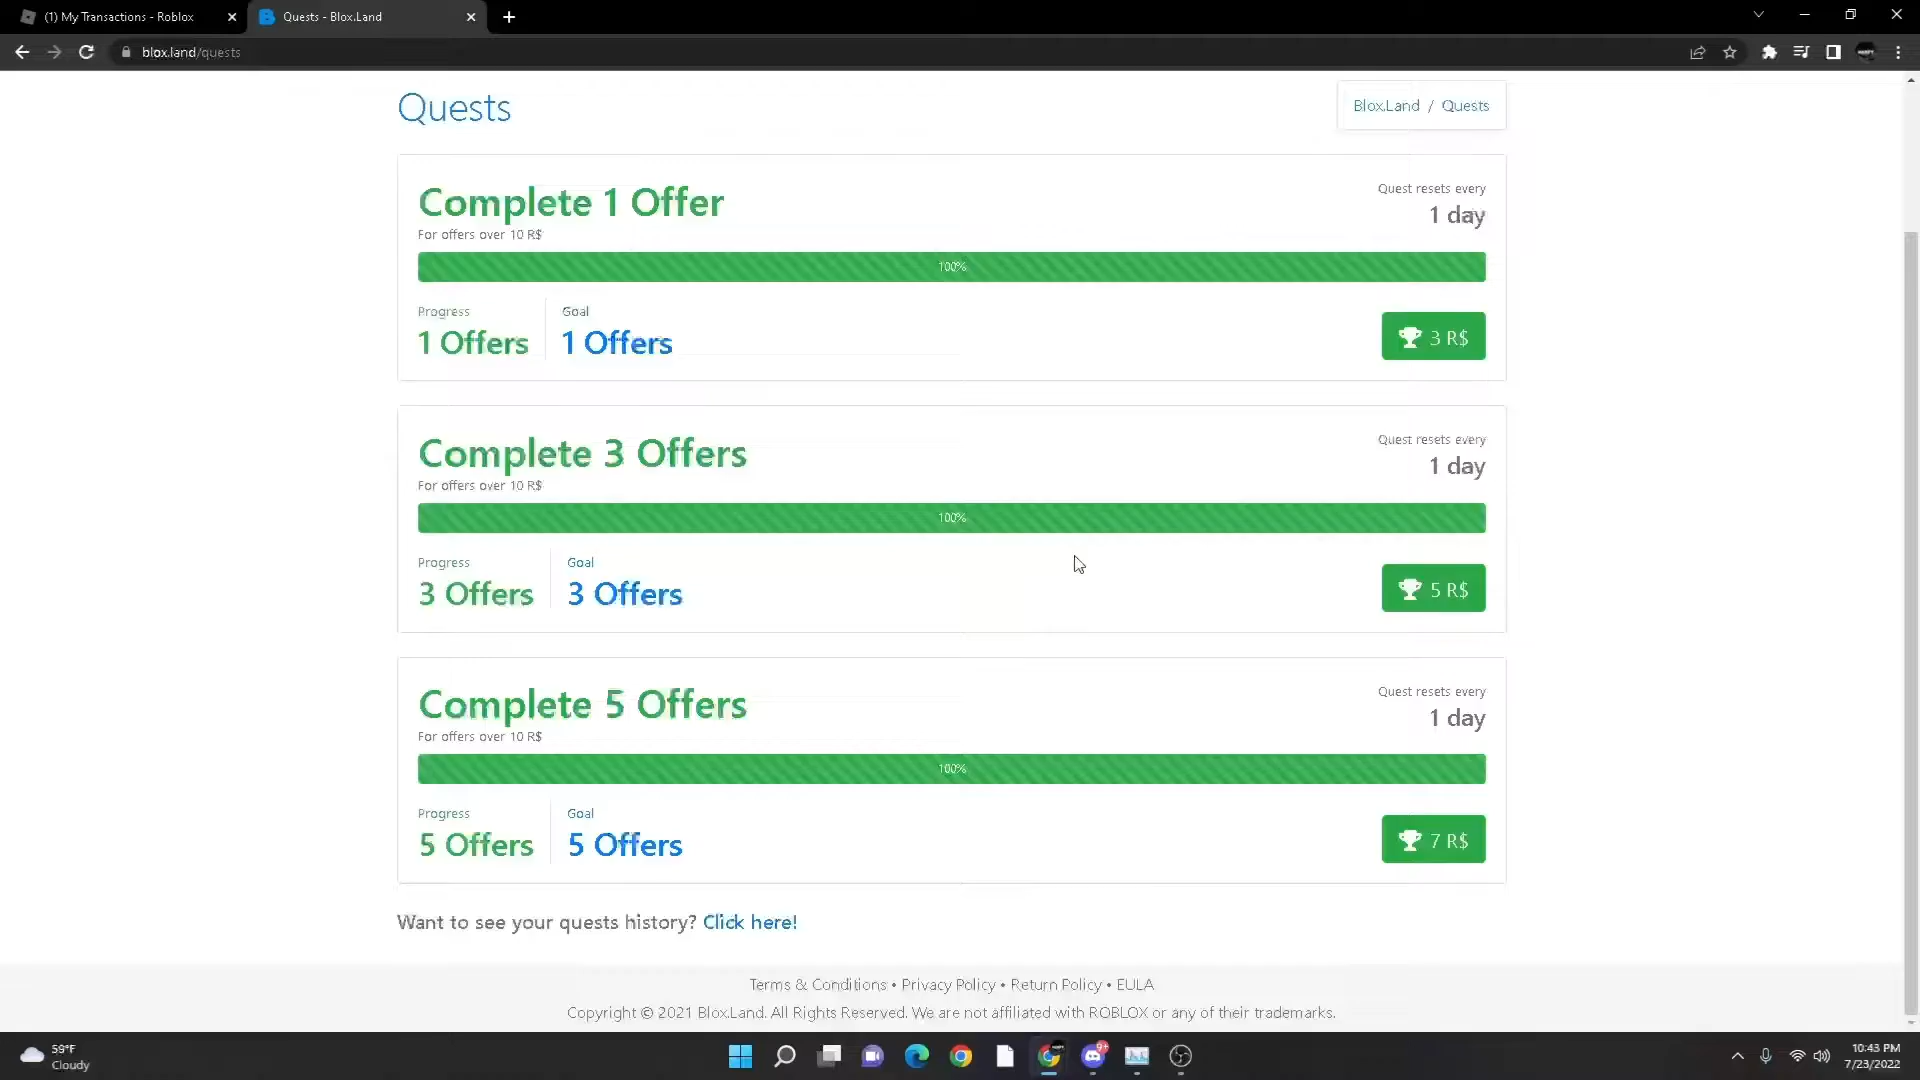 (1) My Transactions - Roblox
Quests - Blox.Land
blox.land/quests
Quests
Blox.Land / Quests
Complete 1 Offer
For offers over 10 R$
Quest resets every
1 day
100%
Progress
1 Offers
Goal
1 Offers
3 R$
Complete 3 Offers
For offers over 10 R$
Quest resets every
1 day
100%
Progress
3 Offers
Goal
3 Offers
5 R$
Complete 5 Offers
For offers over 10 R$
Quest resets every
1 day
100%
Progress
5 Offers
Goal
5 Offers
7 R$
Want to see your quests history? Click here!
Terms & Conditions • Privacy Policy • Return Policy • EULA
Copyright © 2021 Blox.Land. All Rights Reserved. We are not affiliated with ROBLOX or any of their trademarks.
59°F
Cloudy
9+
10:43 PM
7/23/2022